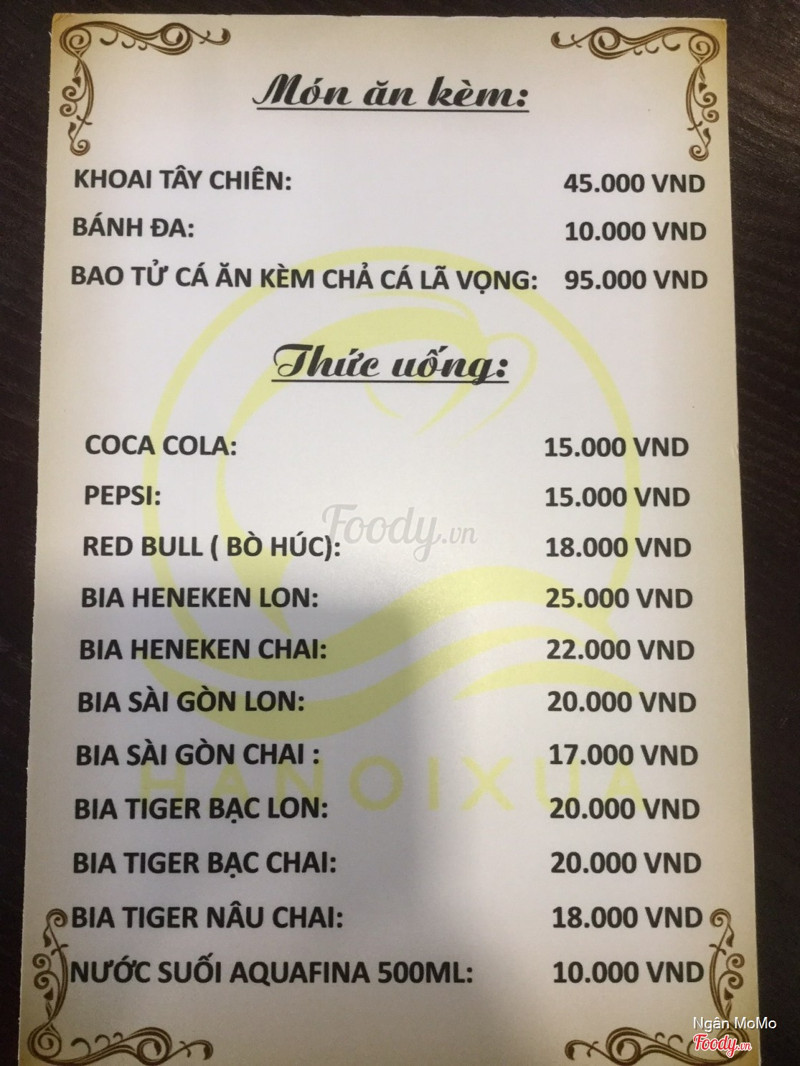 Món ăn kèm:
KHOAI TÂY CHIÊN: 45.000 VND
BÁNH ĐA: 10.000 VND
BAO TỬ CÁ ĂN KÈM CHẢ CÁ LÃ VỌNG: 95.000 VND
Thức uống:
COCA COLA: 15.000 VND
PEPSI: 15.000 VND
Foody.vn
RED BULL ( BÒ HÚC): 18.000 VND
BIA HENEKEN LON: 25.000 VND
BIA HENEKEN CHAI: 22.000 VND
BIA SÀI GÒN LON: 20.000 VND
BIA SÀI GÒN CHAI : 17.000 VND
HANOIXUA
BIA TIGER BẠC LON: 20.000 VND
BIA TIGER BẠC CHAI: 20.000 VND
BIA TIGER NÂU CHAI: 18.000 VND
NƯỚC SUỐI AQUAFINA 500ML: 10.000 VND
Ngân MoMo
Foody.vn